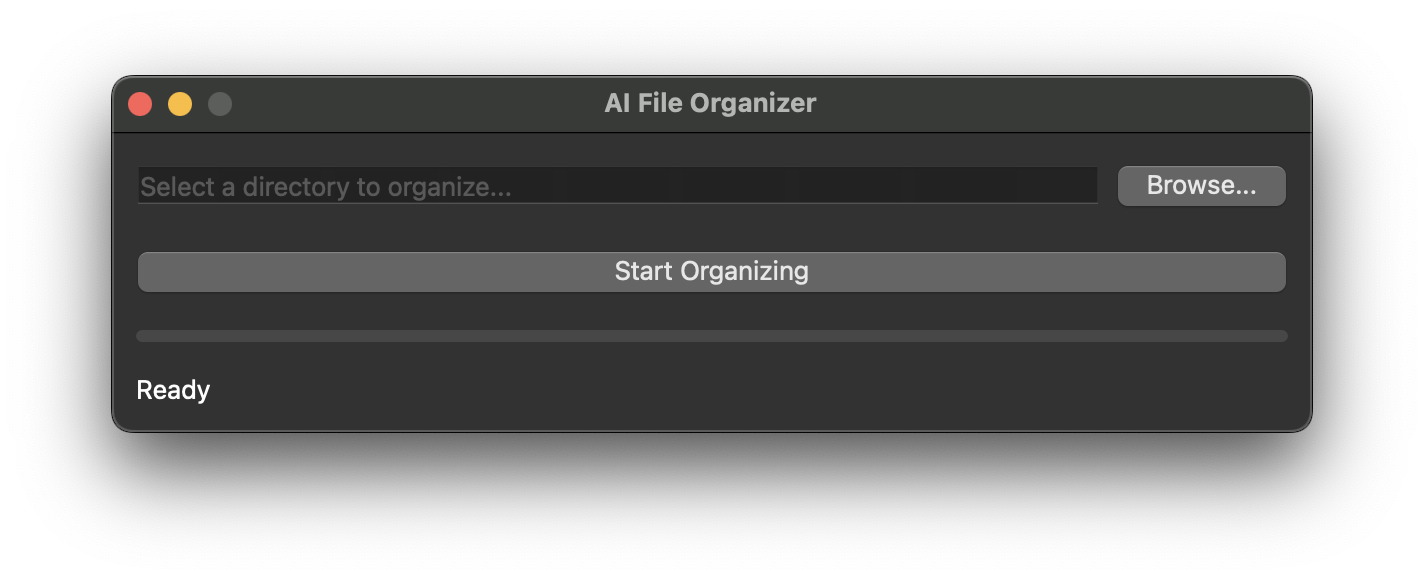 AI File Organizer
Select a directory to organize...
Browse...
Start Organizing
Ready